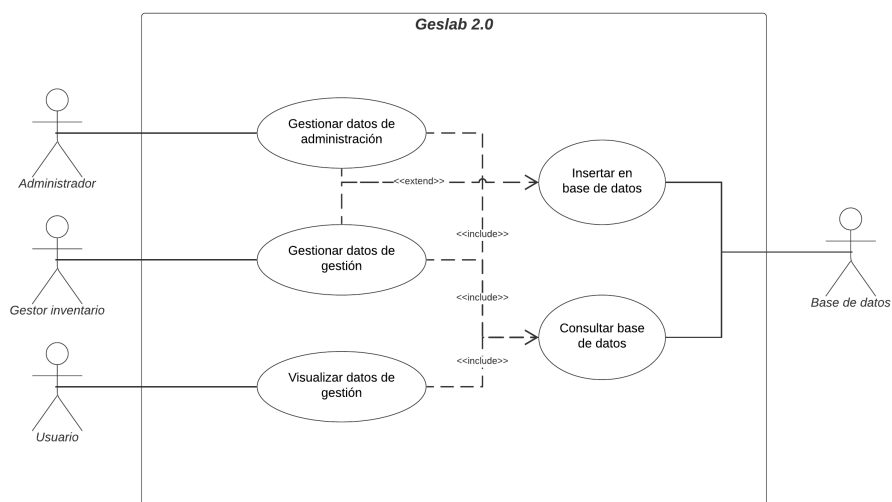 Geslab 2.0
Gestionar datos de
administración
Administrador
<<extend>>
Insertar en
base de datos
<<include>>
Gestionar datos de
gestión
Gestor inventario
Base de datos
<<include>>
Consultar base
de datos
<<include>>
Visualizar datos de
gestión
Usuario